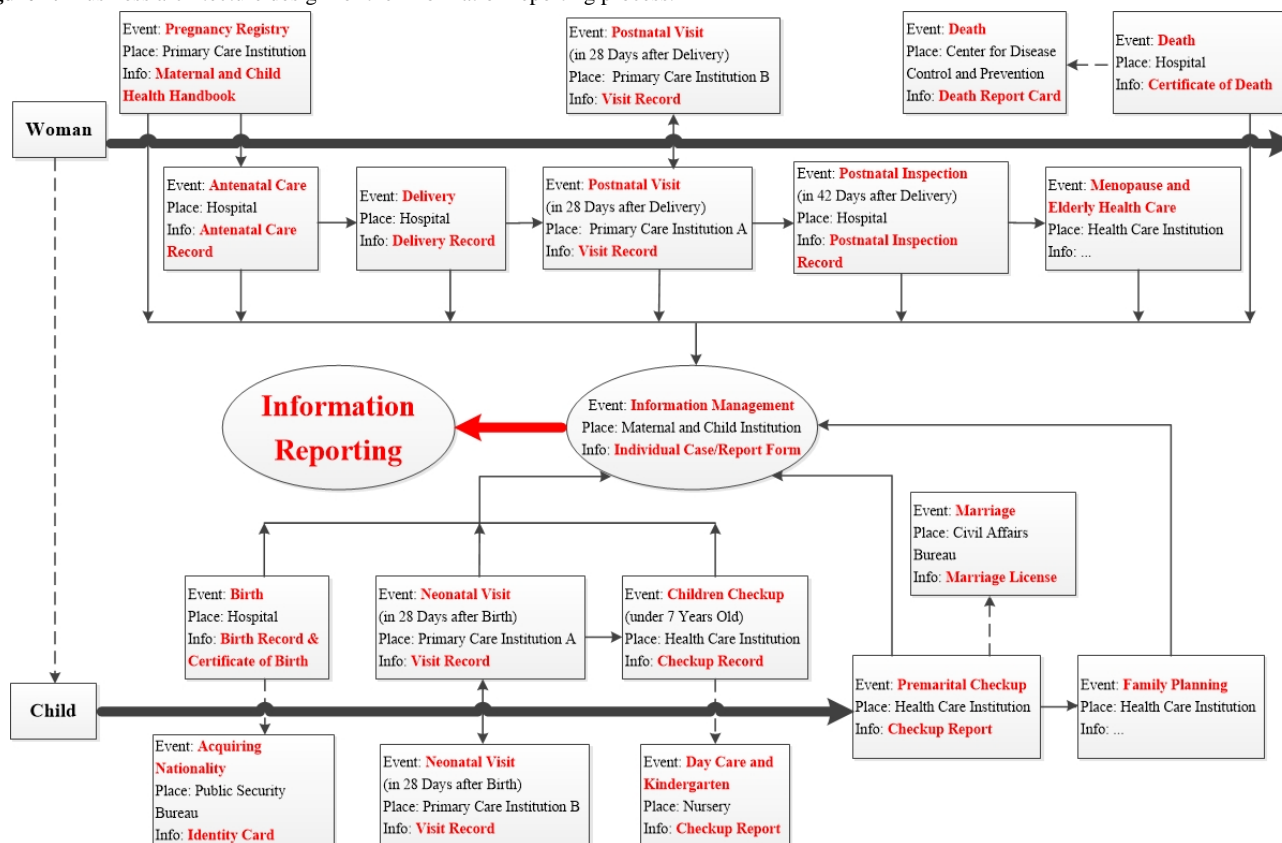 Event: Pregnancy Registry
Place: Primary Care Institution
Info: Maternal and Child
Health Handbook
Event: Postnatal Visit
(in 28 Days after Delivery)
Place: Primary Care Institution B
Info: Visit Record
Event: Death
Place: Center for Disease
Control and Prevention
Info: Death Report Card
Event: Death
Place: Hospital
Info: Certificate of Death
Woman
Event: Antenatal Care
Place: Hospital
Info: Antenatal Care
Record
Event: Delivery
Place: Hospital
Info: Delivery Record
Event: Postnatal Visit
(in 28 Days after Delivery)
Place: Primary Care Institution A
Info: Visit Record
Event: Postnatal Inspection
(in 42 Days after Delivery)
Place: Hospital
Info: Postnatal Inspection
Record
Event: Menopause and
Elderly Health Care
Place: Health Care Institution
Info: ...
Information
Reporting
Event: Information Management
Place: Maternal and Child Institution
Info: Individual Case/Report Form
Event: Marriage
Place: Civil Affairs
Bureau
Info: Marriage License
Event: Birth
Place: Hospital
Info: Birth Record &
Certificate of Birth
Event: Neonatal Visit
(in 28 Days after Birth)
Place: Primary Care Institution A
Info: Visit Record
Event: Children Checkup
(under 7 Years Old)
Place: Health Care Institution
Info: Checkup Record
Child
Event: Premarital Checkup
Place: Health Care Institution
Info: Checkup Report
Event: Family Planning
Place: Health Care Institution
Info: ...
Event: Acquiring
Nationality
Place: Public Security
Bureau
Info: Identity Card
Event: Neonatal Visit
(in 28 Days after Birth)
Place: Primary Care Institution B
Info: Visit Record
Event: Day Care and
Kindergarten
Place: Nursery
Info: Checkup Report